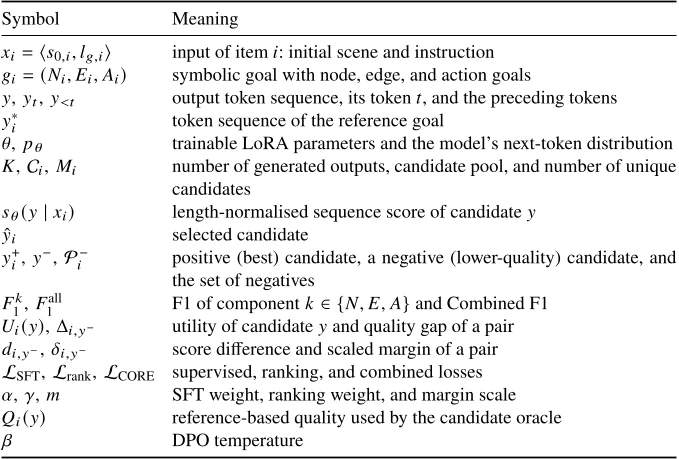 Symbol Meaning
x_i = ⟨s_{0,i}, l_{g,i}⟩ input of item i: initial scene and instruction
g_i = (N_i, E_i, A_i) symbolic goal with node, edge, and action goals
y, y_t, y_{<t} output token sequence, its token t, and the preceding tokens
y_i^* token sequence of the reference goal
θ, p_θ trainable LoRA parameters and the model's next-token distribution
K, C_i, M_i number of generated outputs, candidate pool, and number of unique
candidates
s_θ(y | x_i) length-normalised sequence score of candidate y
ŷ_i selected candidate
y_i^+, y^-, 𝒫_i^- positive (best) candidate, a negative (lower-quality) candidate, and
the set of negatives
F_1^k, F_1^{all} F1 of component k ∈ {N, E, A} and Combined F1
U_i(y), Δ_{i,y^-} utility of candidate y and quality gap of a pair
d_{i,y^-}, δ_{i,y^-} score difference and scaled margin of a pair
ℒ_{SFT}, ℒ_{rank}, ℒ_{CORE} supervised, ranking, and combined losses
α, γ, m SFT weight, ranking weight, and margin scale
Q_i(y) reference-based quality used by the candidate oracle
β DPO temperature